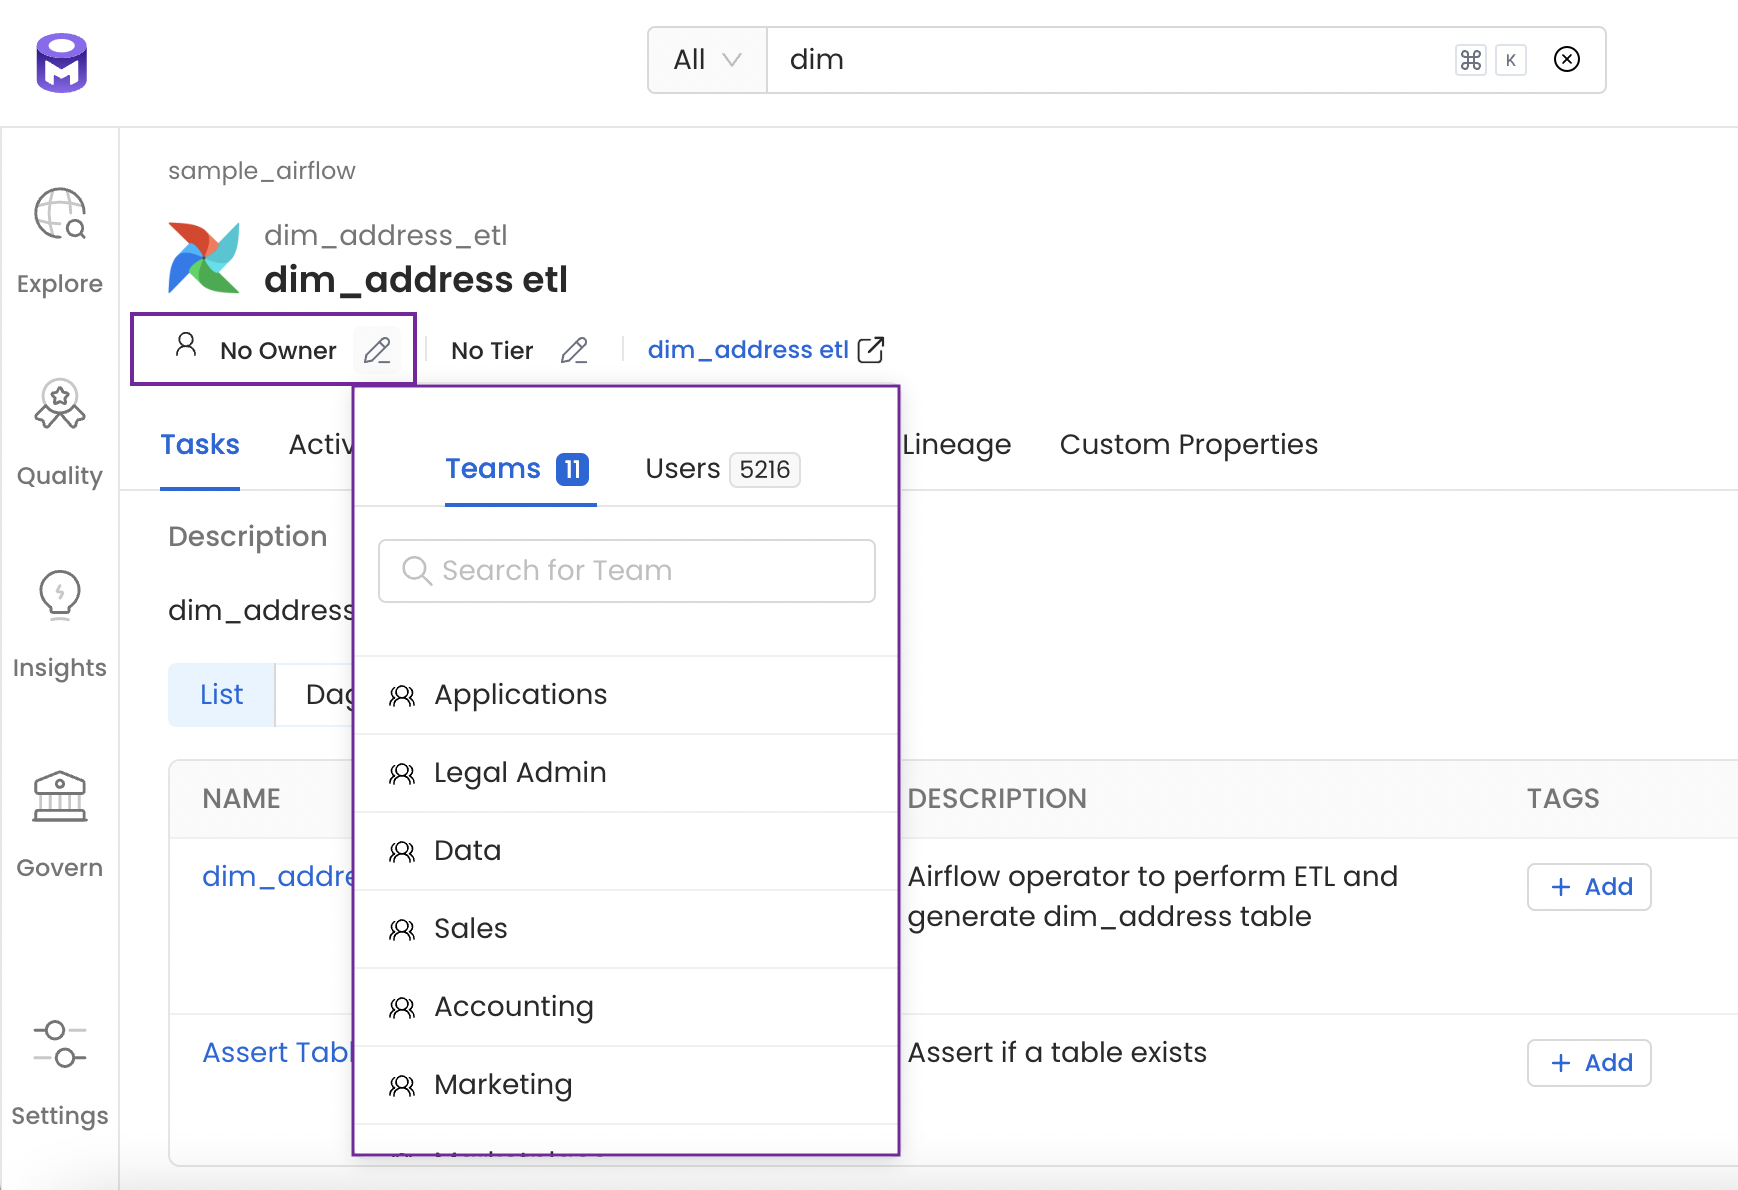 All
dim
⌘ K
sample_airflow
dim_address_etl
dim_address etl
No Owner
No Tier
dim_address etl
Tasks
Activ
Lineage
Custom Properties
Teams 11
Users 5216
Search for Team
Applications
Legal Admin
Data
Sales
Accounting
Marketing
Explore
Quality
Insights
Govern
Settings
Description
dim_address
List
Dag
NAME
DESCRIPTION
TAGS
dim_addre
Airflow operator to perform ETL and
generate dim_address table
+ Add
Assert Tabl
Assert if a table exists
+ Add